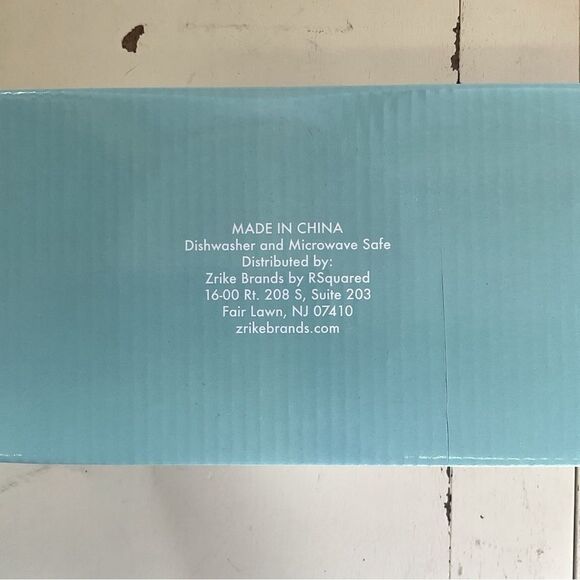 MADE IN CHINA
Dishwasher and Microwave Safe
Distributed by:
Zrike Brands by RSquared
16-00 Rt. 208 S, Suite 203
Fair Lawn, NJ 07410
zrikebrands.com